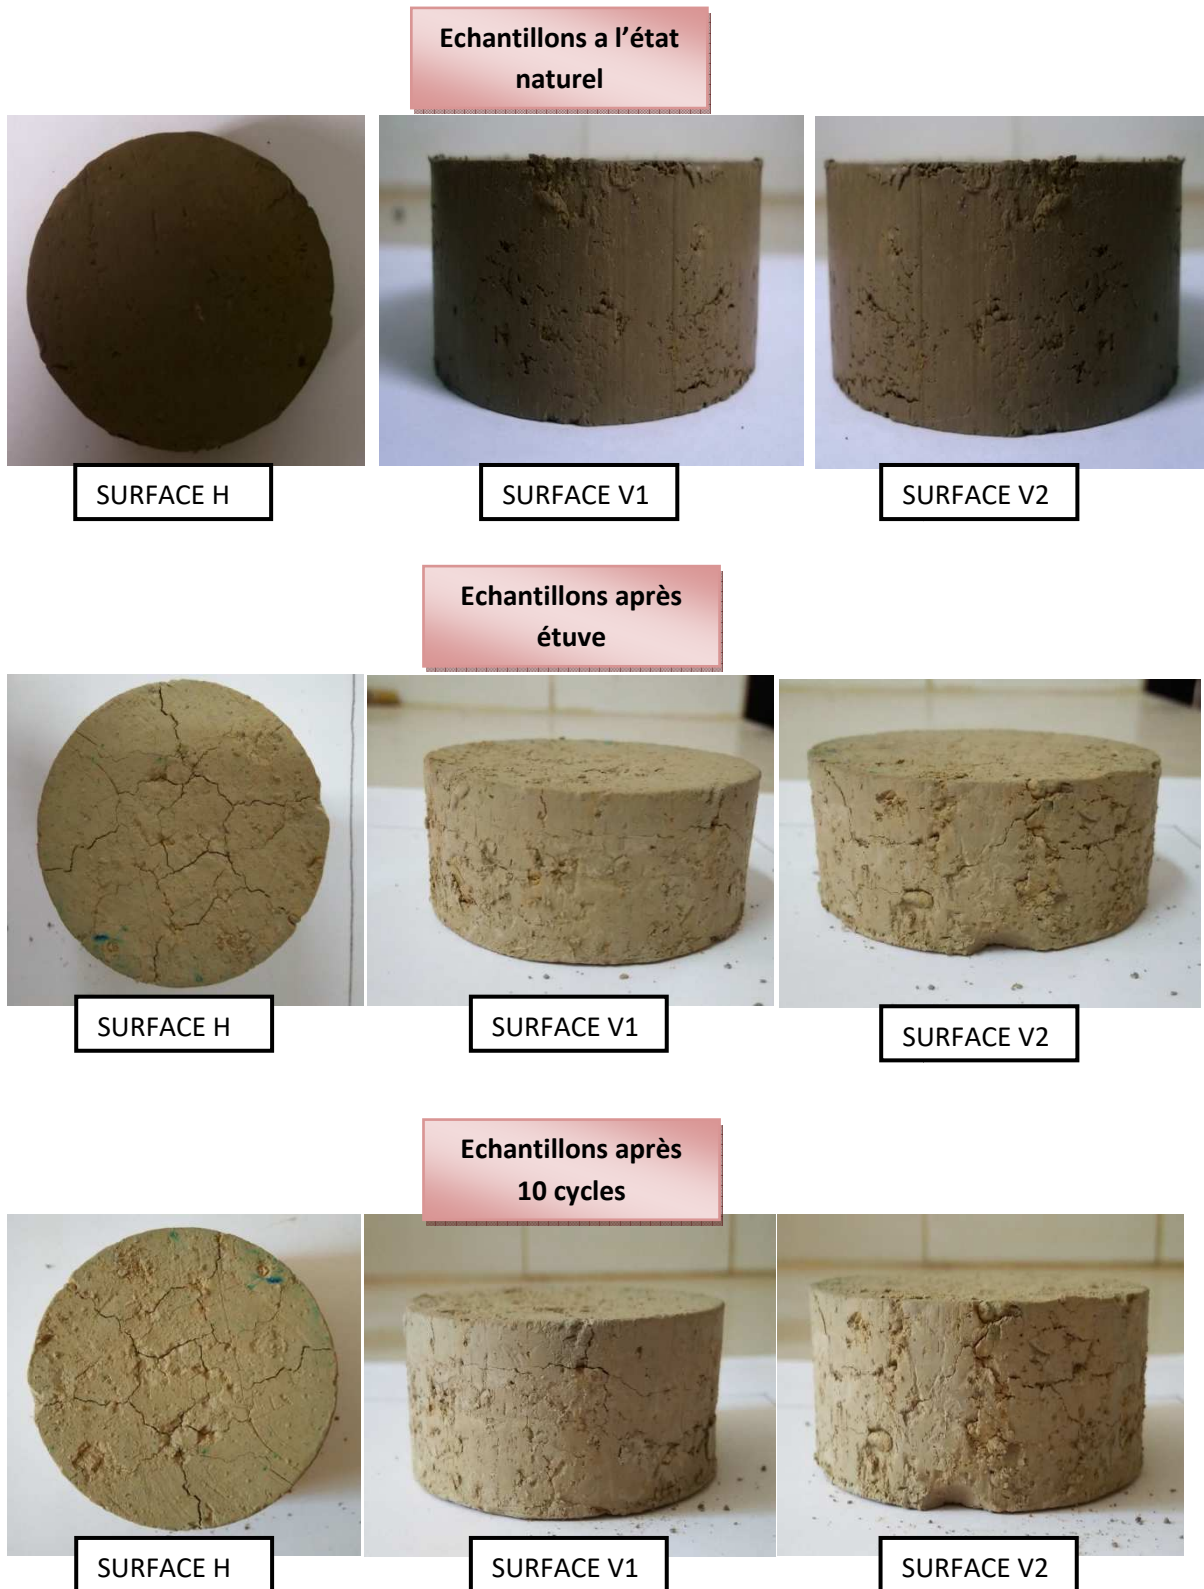 Echantillons a l'état
naturel
SURFACE H
SURFACE V1
SURFACE V2
Echantillons après
étuve
SURFACE H
SURFACE V1
SURFACE V2
Echantillons après
10 cycles
SURFACE H
SURFACE V1
SURFACE V2